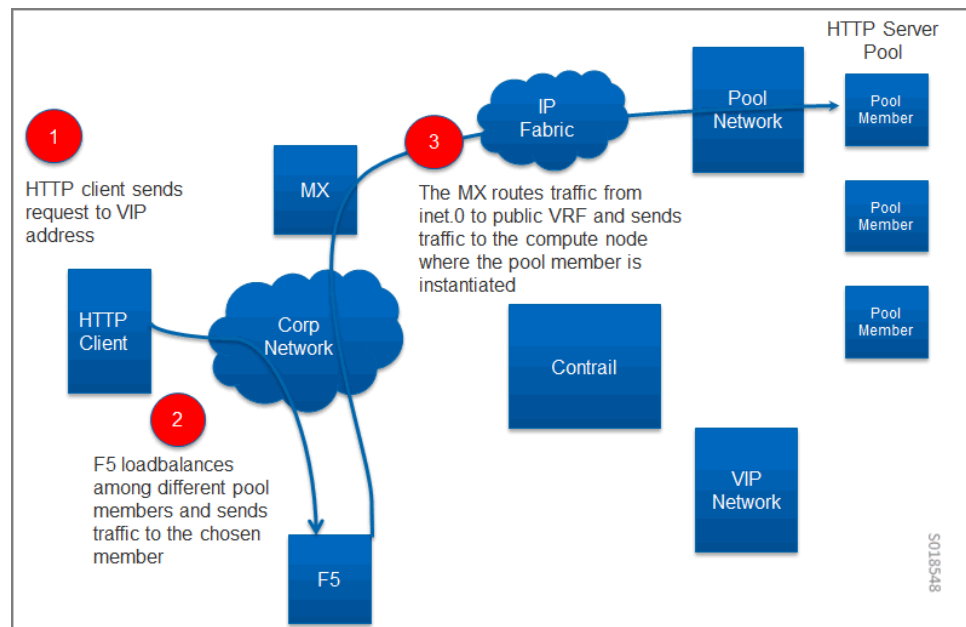 HTTP Server
Pool
1
HTTP client sends
request to VIP
address
MX
3
IP
Fabric
Pool
Network
Pool
Member
The MX routes traffic from
inet.0 to public VRF and sends
traffic to the compute node
where the pool member is
instantiated
Pool
Member
HTTP
Client
Corp
Network
Contrail
Pool
Member
2
F5 loadbalances
among different pool
members and sends
traffic to the chosen
member
F5
VIP
Network
S018548